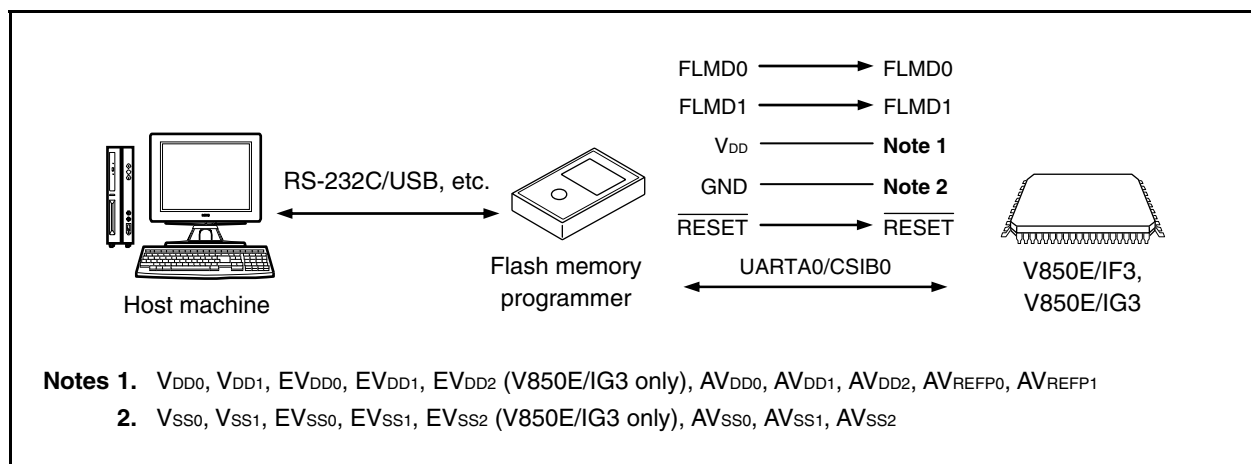 FLMD0 FLMD0
FLMD1 FLMD1
VDD Note 1
GND Note 2
RESET RESET
RS-232C/USB, etc.
UARTA0/CSIB0
Host machine
Flash memory
programmer
V850E/IF3,
V850E/IG3
Notes 1. VDD0, VDD1, EVDD0, EVDD1, EVDD2 (V850E/IG3 only), AVDD0, AVDD1, AVDD2, AVREFP0, AVREFP1
2. VSS0, VSS1, EVSS0, EVSS1, EVSS2 (V850E/IG3 only), AVSS0, AVSS1, AVSS2